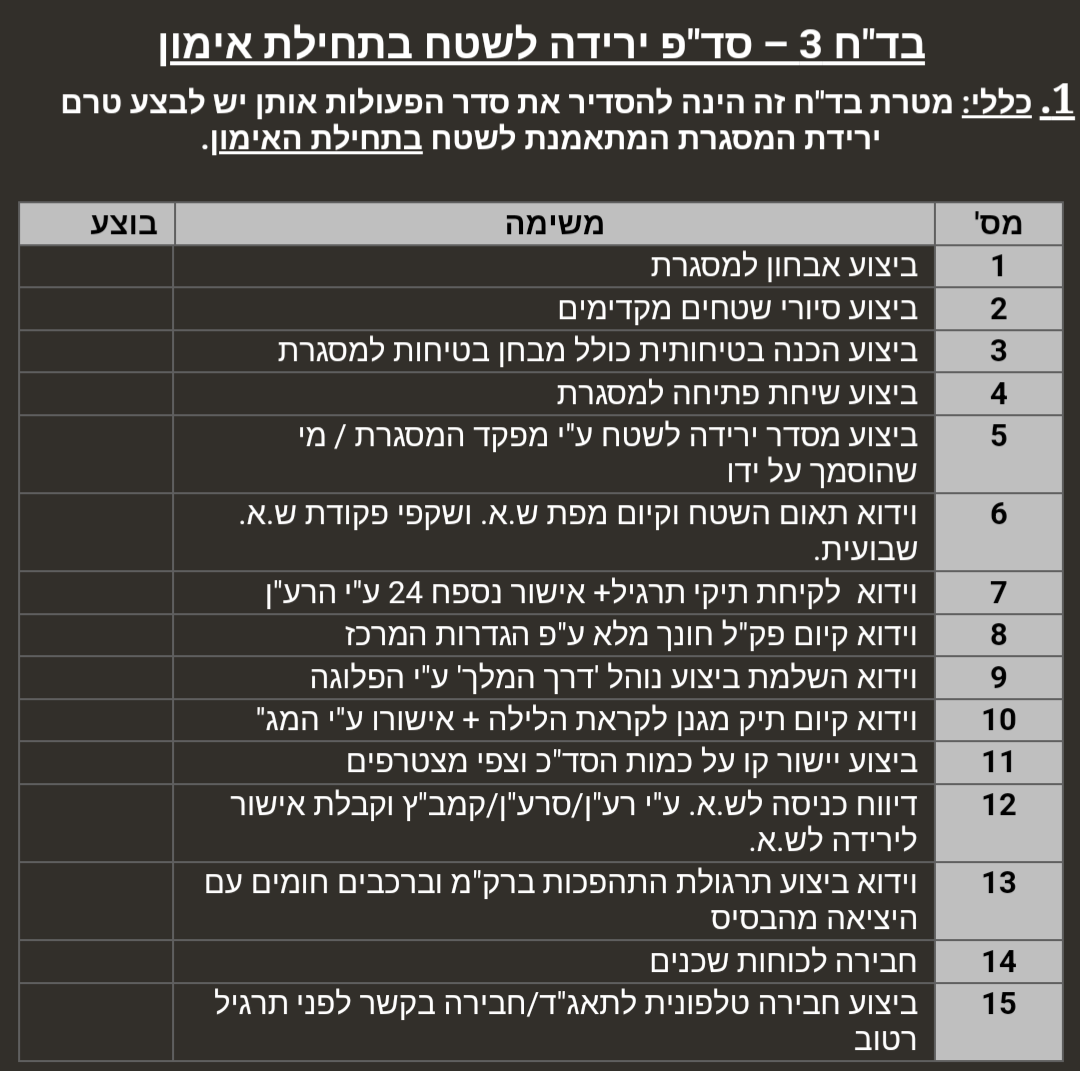 בד"ח 3 – סד"פ ירידה לשטח בתחילת אימון
1. כללי: מטרת בד"ח זה הינה להסדיר את סדר הפעולות אותן יש לבצע טרם
ירידת המסגרת המתאמנת לשטח בתחילת האימון.
מס' משימה בוצע
1 ביצוע אבחון למסגרת
2 ביצוע סיורי שטחים מקדימים
3 ביצוע הכנה בטיחותית כולל מבחן בטיחות למסגרת
4 ביצוע שיחת פתיחה למסגרת
5 ביצוע מסדר ירידה לשטח ע"י מפקד המסגרת / מי
שהוסמך על ידו
6 וידוא תאום השטח וקיום מפת ש.א. ושקפי פקודת ש.א.
שבועית.
7 וידוא  לקיחת תיקי תרגיל+ אישור נספח 24 ע"י הרע"ן
8 וידוא קיום פק"ל חונך מלא ע"פ הגדרות המרכז
9 וידוא השלמת ביצוע נוהל 'דרך המלך' ע"י הפלוגה
10 וידוא קיום תיק מגנן לקראת הלילה + אישורו ע"י המג"
11 ביצוע יישור קו על כמות הסד"כ וצפי מצטרפים
12 דיווח כניסה לש.א. ע"י רע"ן/סרע"ן/קמב"ץ וקבלת אישור
לירידה לש.א.
13 וידוא ביצוע תרגולת התהפכות ברק"מ וברכבים חומים עם
היציאה מהבסיס
14 חבירה לכוחות שכנים
15 ביצוע חבירה טלפונית לתאג"ד/חבירה בקשר לפני תרגיל
רטוב